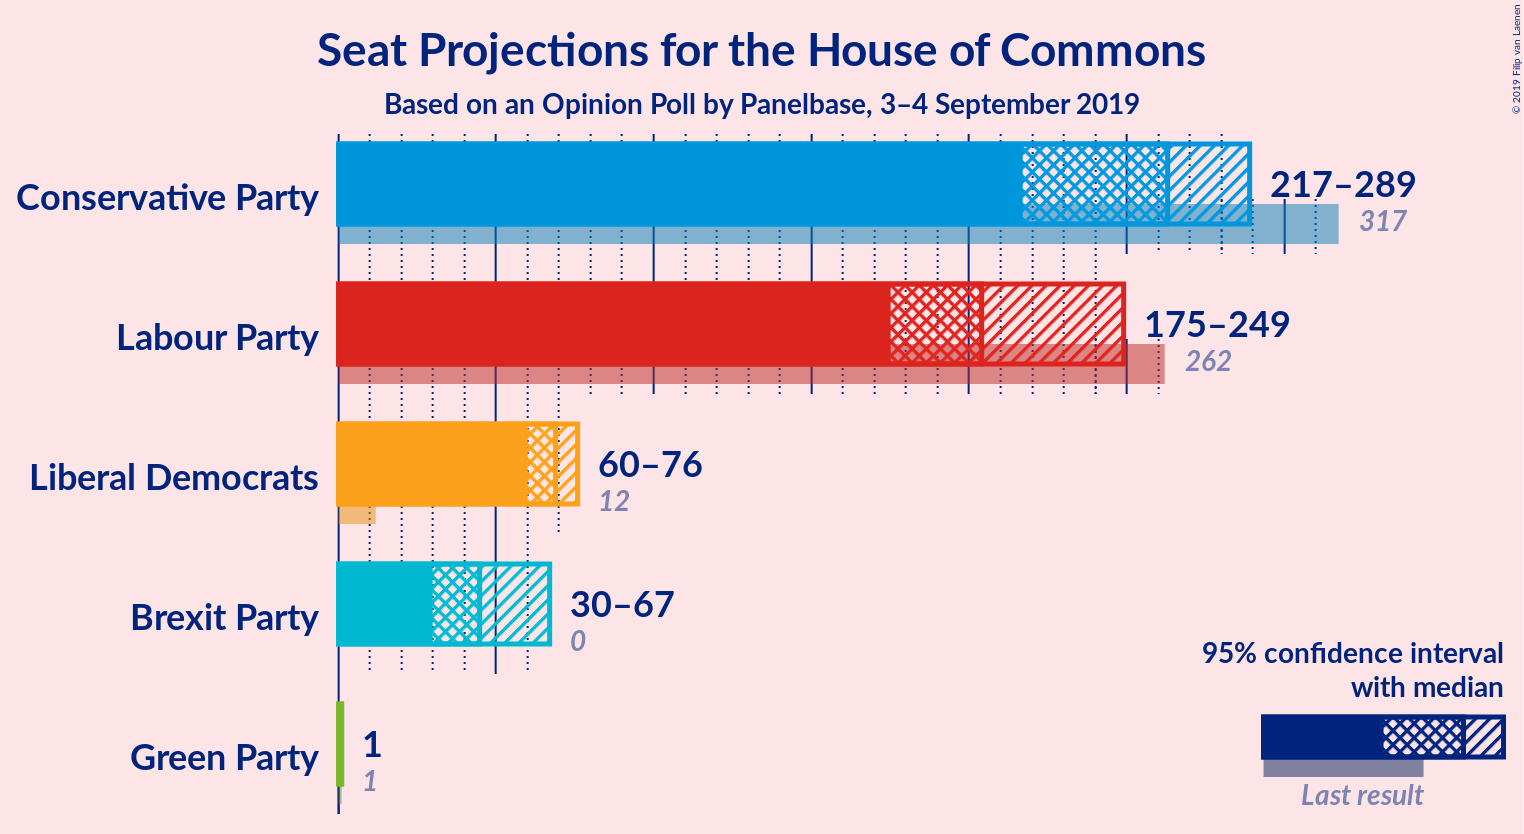 Seat Projections for the House of Commons
Based on an Opinion Poll by Panelbase, 3–4 September 2019
© 2019 Filip van Laenen
Conservative Party
217–289
317
Labour Party
175–249
262
Liberal Democrats
60–76
12
Brexit Party
30–67
0
Green Party
1
1
95% confidence interval
with median
Last result